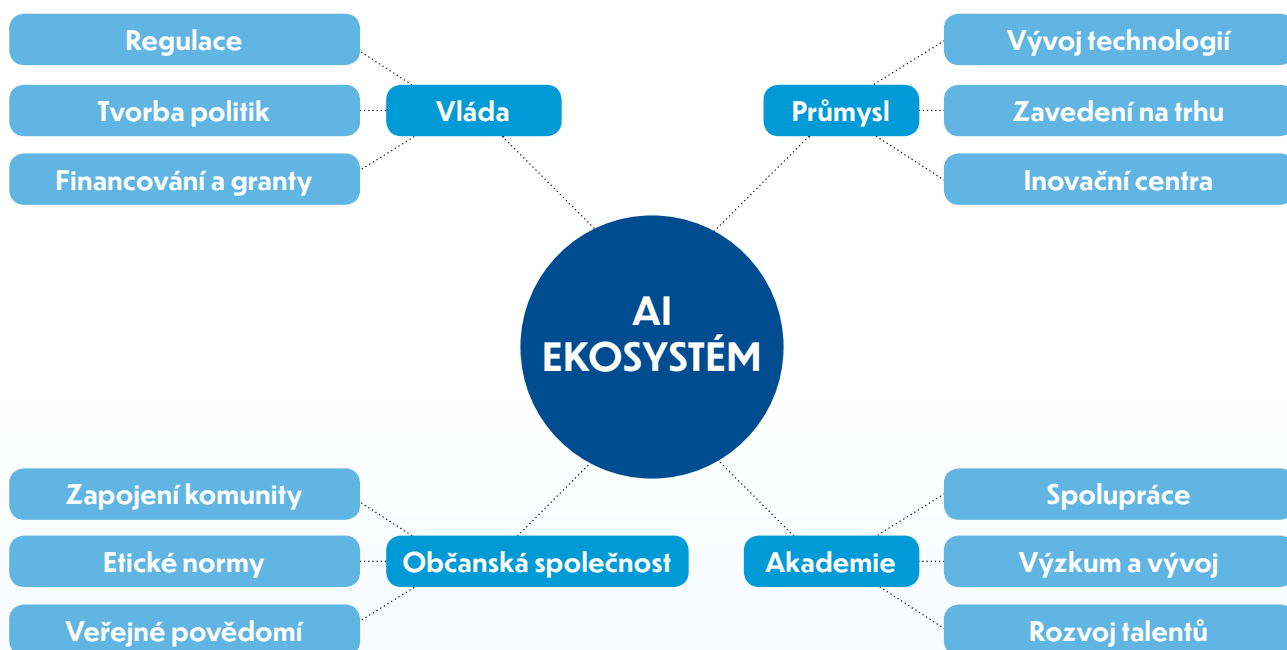 Regulace
Tvorba politik
Financování a granty
Vláda
Průmysl
Vývoj technologií
Zavedení na trhu
Inovační centra
AI
EKOSYSTÉM
Zapojení komunity
Etické normy
Veřejné povědomí
Občanská společnost
Akademie
Spolupráce
Výzkum a vývoj
Rozvoj talentů